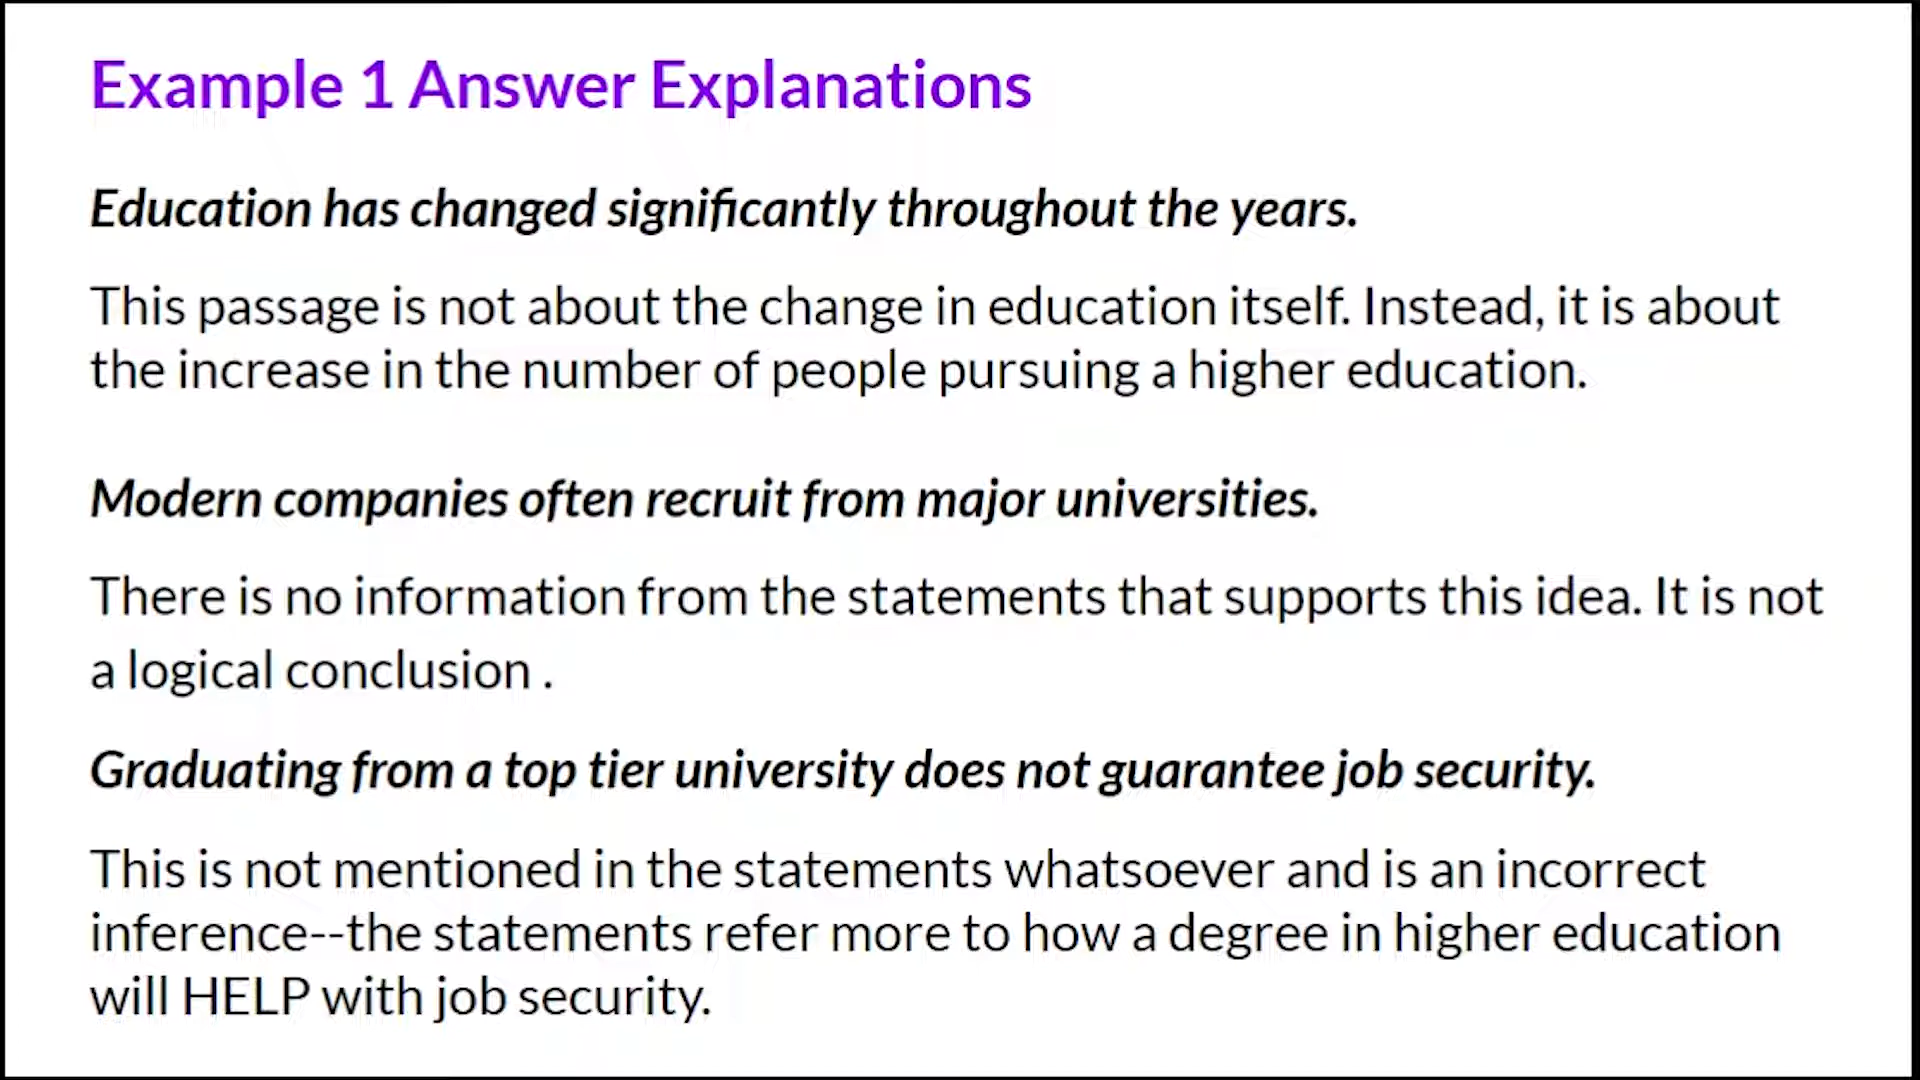 Example 1 Answer Explanations
Education has changed significantly throughout the years.
This passage is not about the change in education itself. Instead, it is about
the increase in the number of people pursuing a higher education.
Modern companies often recruit from major universities.
There is no information from the statements that supports this idea. It is not
a logical conclusion .
Graduating from a top tier university does not guarantee job security.
This is not mentioned in the statements whatsoever and is an incorrect
inference--the statements refer more to how a degree in higher education
will HELP with job security.